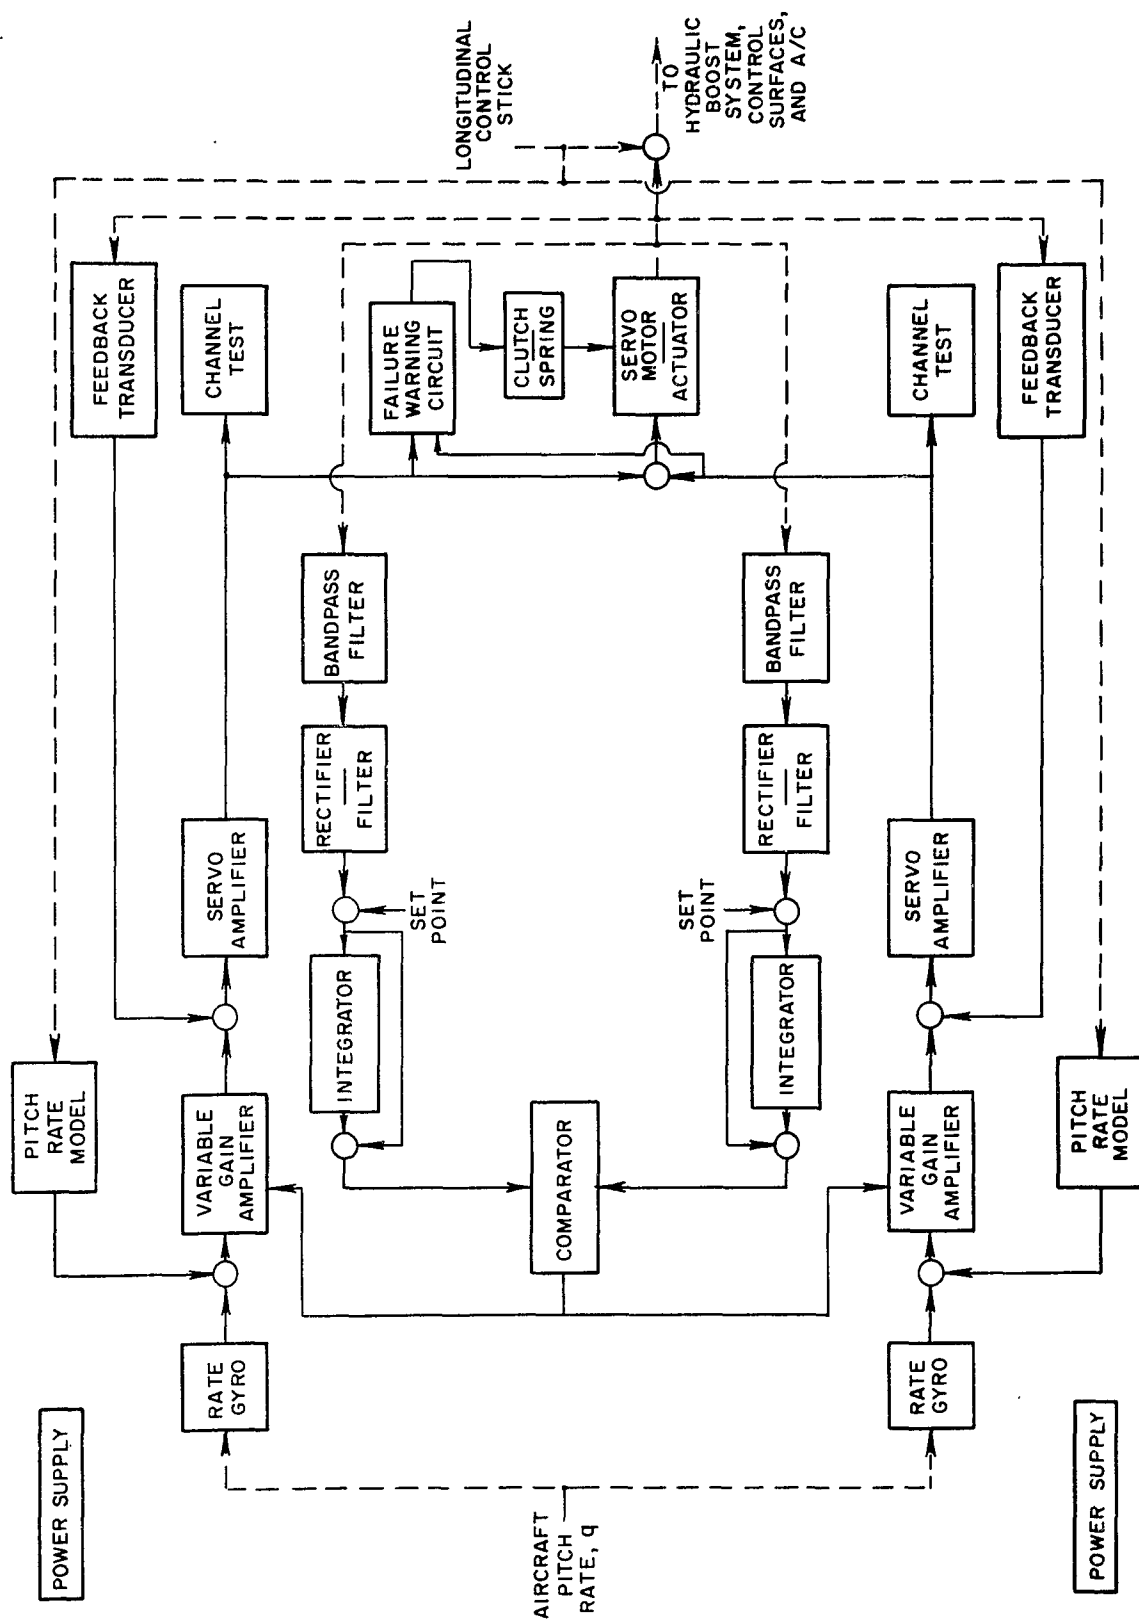 POWER SUPPLY
PITCH
RATE
MODEL
FEEDBACK
TRANSDUCER
RATE
GYRO
VARIABLE
GAIN
AMPLIFIER
SERVO
AMPLIFIER
CHANNEL
TEST
INTEGRATOR
SET
POINT
RECTIFIER
FILTER
BANDPASS
FILTER
FAILURE
WARNING
CIRCUIT
LONGITUDINAL
CONTROL
STICK
AIRCRAFT
PITCH
RATE, q
COMPARATOR
CLUTCH
SPRING
SERVO
MOTOR
ACTUATOR
TO
HYDRAULIC
BOOST
SYSTEM,
CONTROL
SURFACES,
AND A/C
INTEGRATOR
SET
POINT
RECTIFIER
FILTER
BANDPASS
FILTER
RATE
GYRO
VARIABLE
GAIN
AMPLIFIER
SERVO
AMPLIFIER
CHANNEL
TEST
POWER SUPPLY
PITCH
RATE
MODEL
FEEDBACK
TRANSDUCER